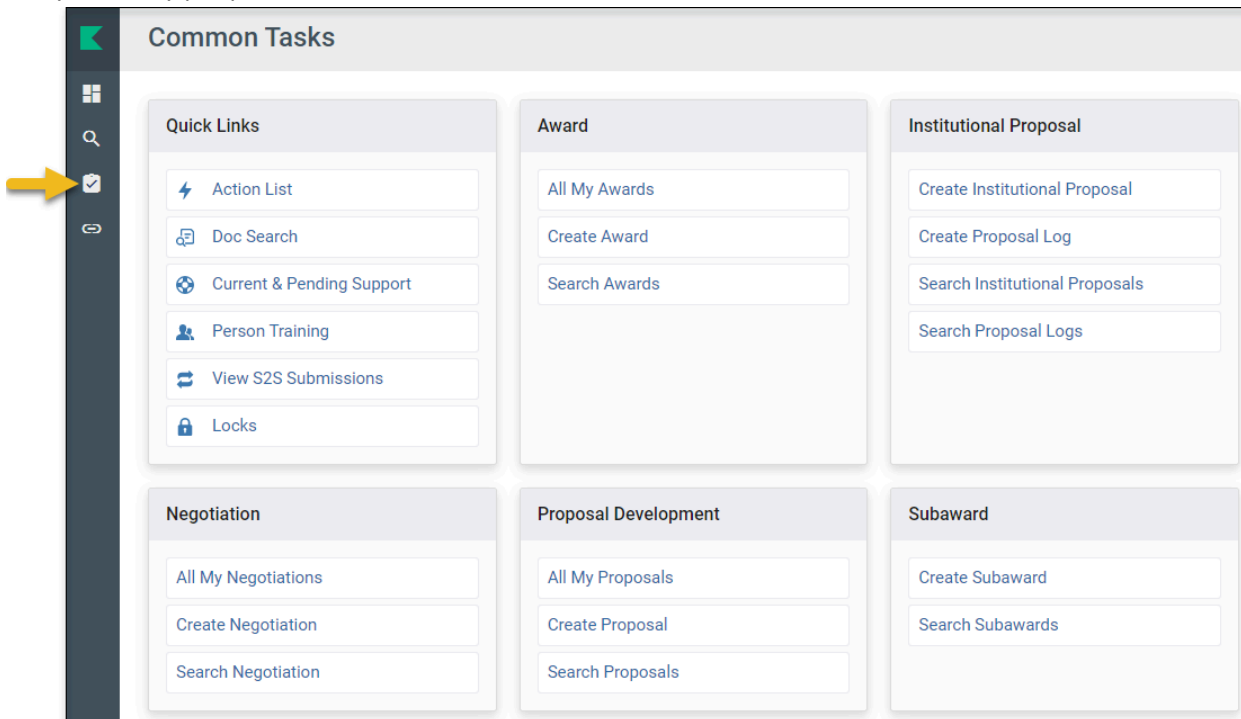 Common Tasks
Quick Links
Action List
Doc Search
Current & Pending Support
Person Training
View S2S Submissions
Locks
Award
All My Awards
Create Award
Search Awards
Institutional Proposal
Create Institutional Proposal
Create Proposal Log
Search Institutional Proposals
Search Proposal Logs
Negotiation
All My Negotiations
Create Negotiation
Search Negotiation
Proposal Development
All My Proposals
Create Proposal
Search Proposals
Subaward
Create Subaward
Search Subawards